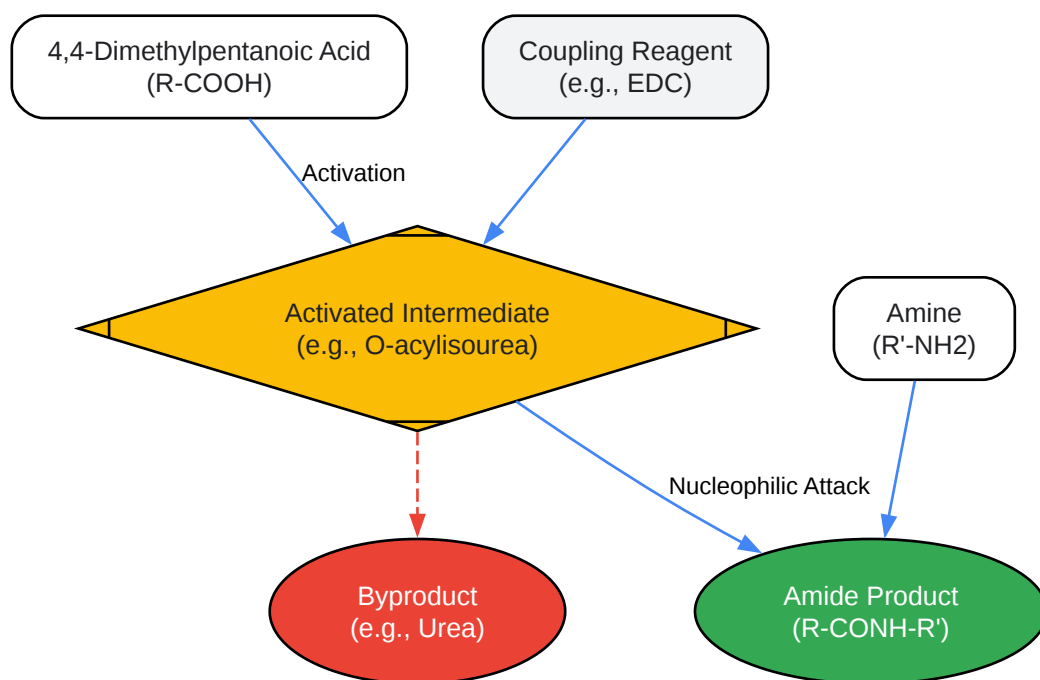 4,4-Dimethylpentanoic Acid
(R-COOH)
Coupling Reagent
(e.g., EDC)
Activation
Activated Intermediate
(e.g., O-acylisourea)
Amine
(R'-NH2)
Nucleophilic Attack
Byproduct
(e.g., Urea)
Amide Product
(R-CONH-R')